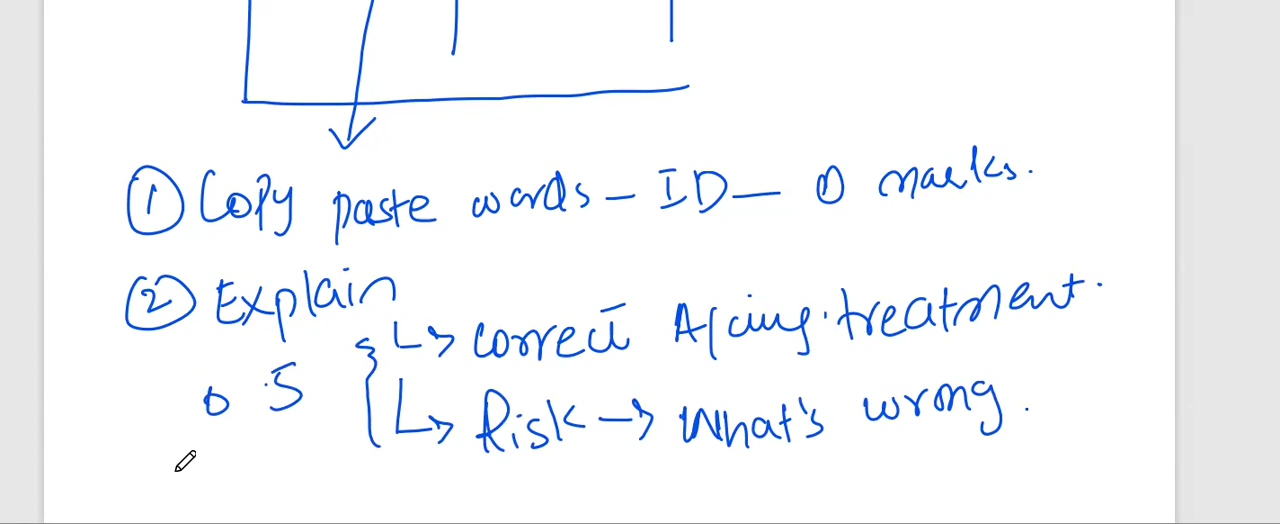 ① Copy paste words – ID – 0 marks.
② Explain
↳ correct A/cing. treatment.
0.5
↳ Risk → What's wrong.